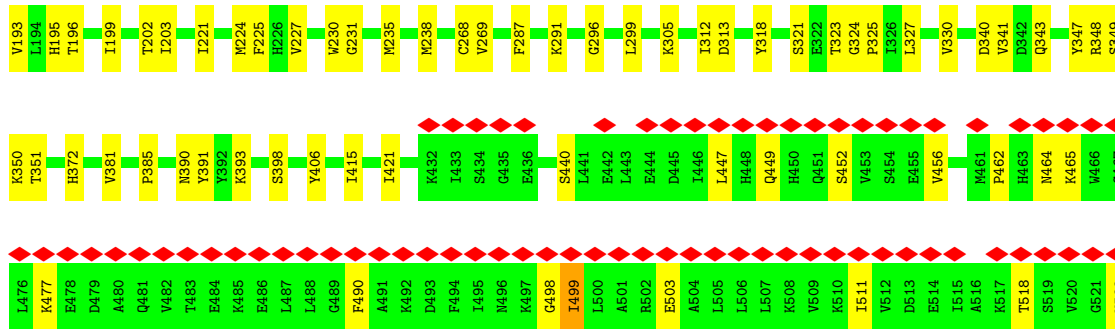 V193 L194 H195 T196 I199 T202 I203 I221 M224 F225 H226 V227 W230 G231 M235 M238 C268 V269 F287 K291 G296 L299 K305 I312 D313 Y318 S321 E322 T323 G324 P325 I326 L327 V330 D340 V341 D342 Q343 Y347 R348 S349
K350 T351 H372 V381 P385 N390 Y391 Y392 K393 S398 Y406 I415 I421 K432 I433 S434 G435 E436 S440 L441 E442 L443 E444 D445 I446 L447 H448 Q449 H450 Q451 S452 V453 S454 E455 V456 M461 P462 H463 N464 K465 W466
L476 K477 E478 D479 A480 Q481 V482 T483 E484 K485 E486 L487 L488 G489 F490 A491 K492 D493 F494 I495 N496 K497 G498 I499 L500 A501 R502 E503 A504 L505 L506 L507 K508 V509 K510 I511 V512 D513 E514 I515 A516 K517 T518 S519 V520 G521